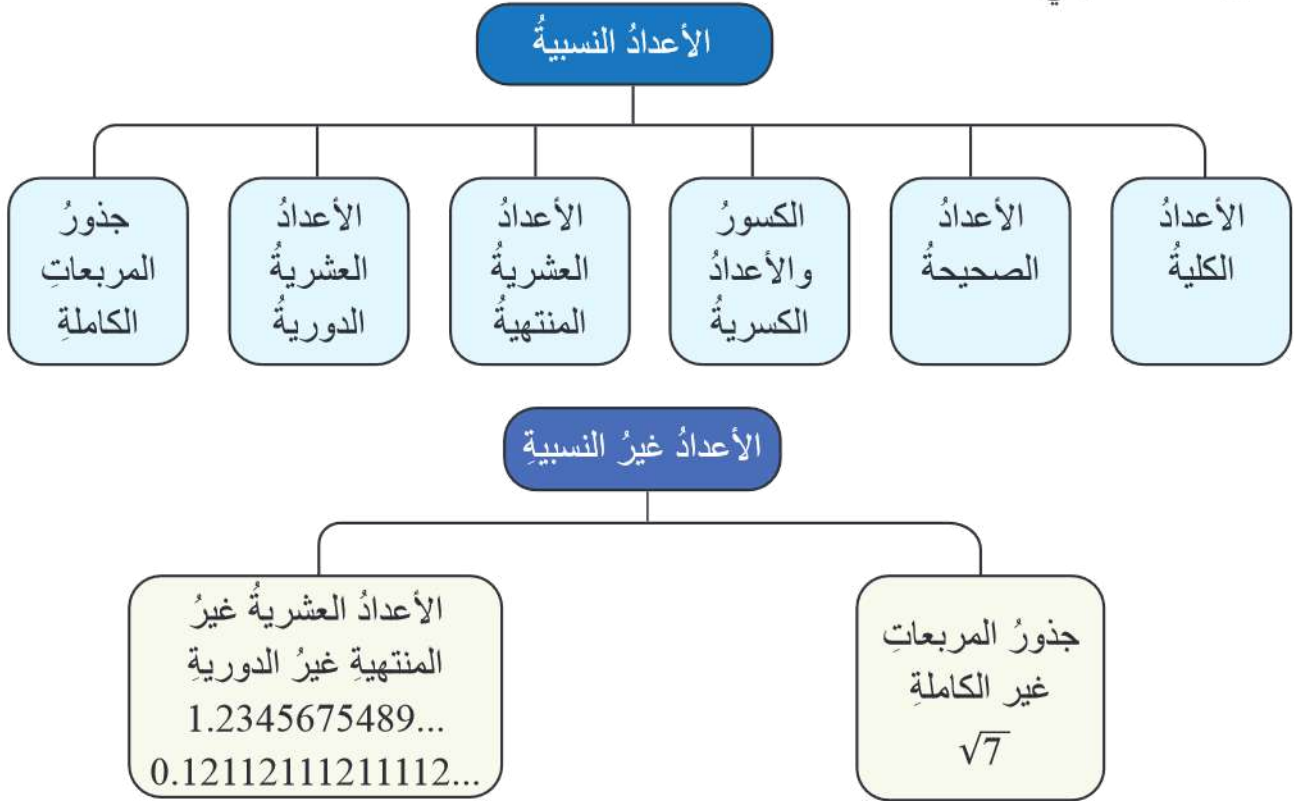 الأعدادُ النسبيةُ
الأعدادُ
الكليةُ
الأعدادُ
الصحيحةُ
الكسورُ
والأعدادُ
الكسريةُ
الأعدادُ
العشريةُ
المنتهيةُ
الأعدادُ
العشريةُ
الدوريةُ
جذورُ
المربعاتِ
الكاملةِ
الأعدادُ غيرُ النسبيةِ
جذورُ المربعاتِ
غير الكاملةِ
√7
الأعدادُ العشريةُ غيرُ
المنتهيةِ غيرُ الدوريةِ
1.2345675489...
0.12112111211112...